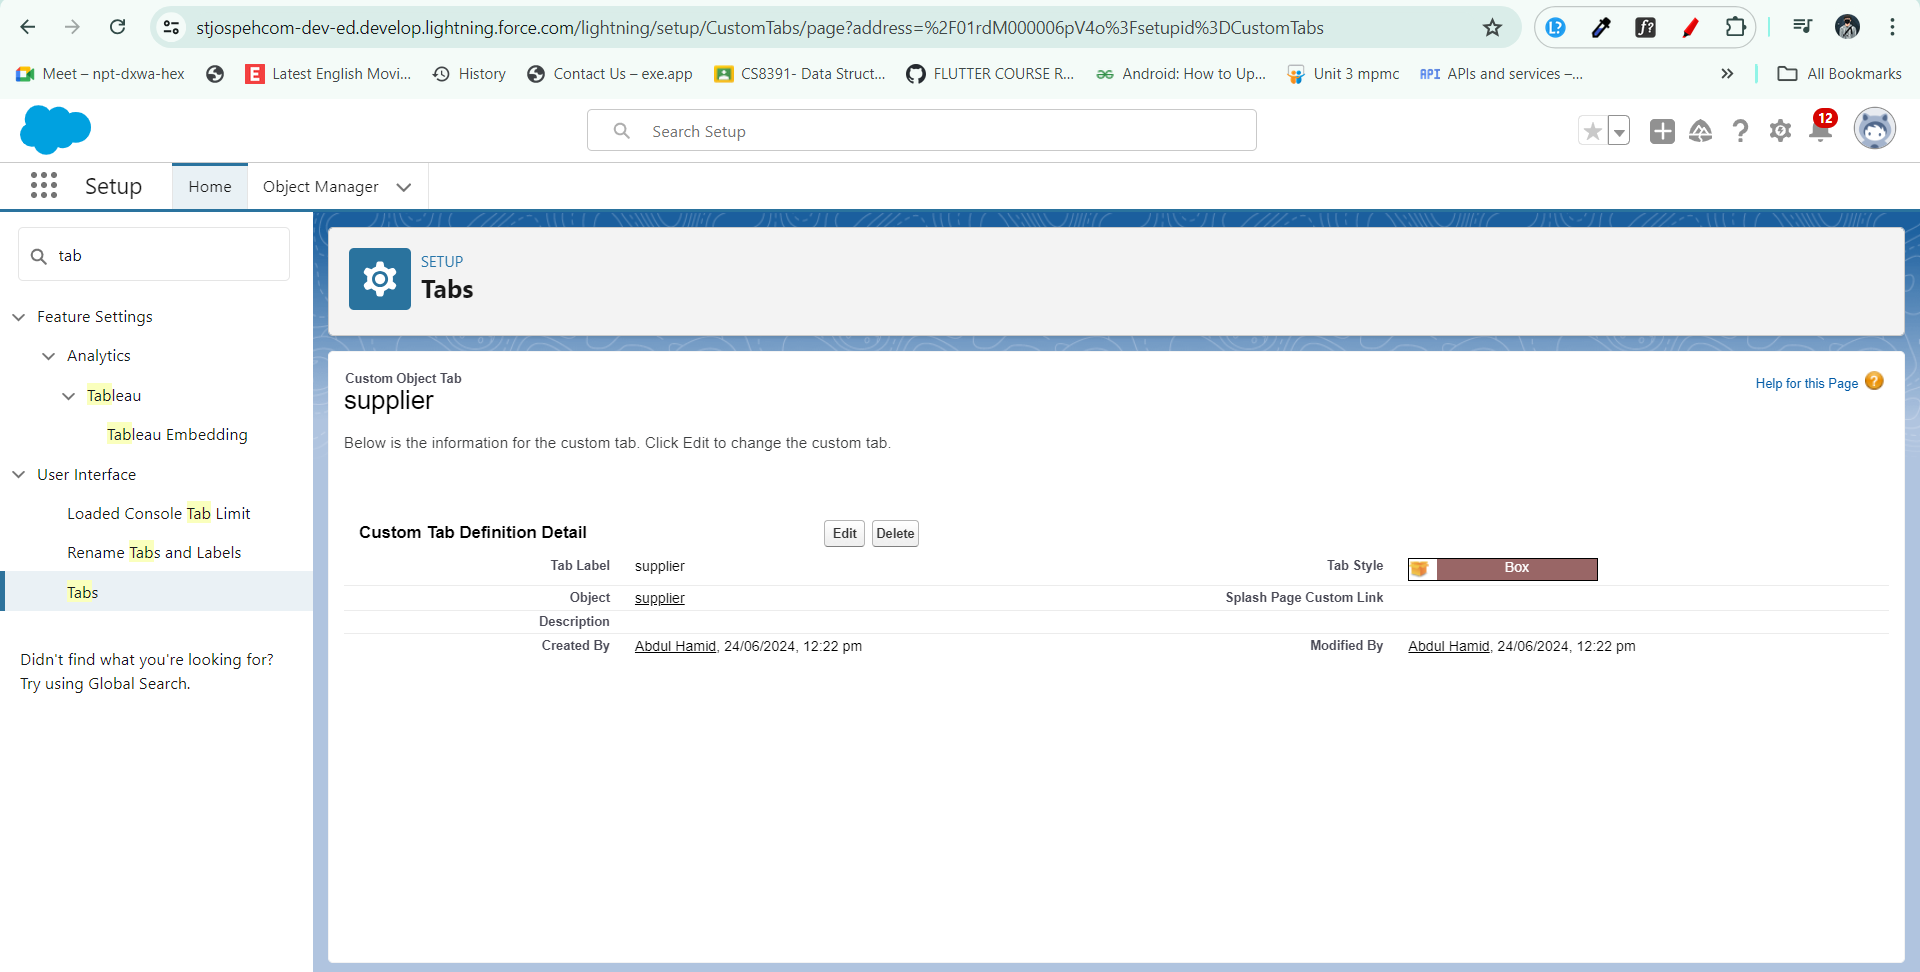 stjospehcom-dev-ed.develop.lightning.force.com/lightning/setup/CustomTabs/page?address=%2F01rdM000006pV4o%3Fsetupid%3DCustomTabs
Meet – npt-dxwa-hex
E Latest English Movi...
History
Contact Us – exe.app
CS8391- Data Struct...
FLUTTER COURSE R...
Android: How to Up...
Unit 3 mpmc
API APIs and services –...
All Bookmarks
Search Setup
12
Setup
Home
Object Manager
tab
Feature Settings
Analytics
Tableau
Tableau Embedding
User Interface
Loaded Console Tab Limit
Rename Tabs and Labels
Tabs
Didn't find what you're looking for?
Try using Global Search.
SETUP
Tabs
Custom Object Tab
supplier
Help for this Page ?
Below is the information for the custom tab. Click Edit to change the custom tab.
Custom Tab Definition Detail
Edit
Delete
Tab Label supplier
Tab Style Box
Object supplier
Splash Page Custom Link
Description
Created By Abdul Hamid, 24/06/2024, 12:22 pm
Modified By Abdul Hamid, 24/06/2024, 12:22 pm